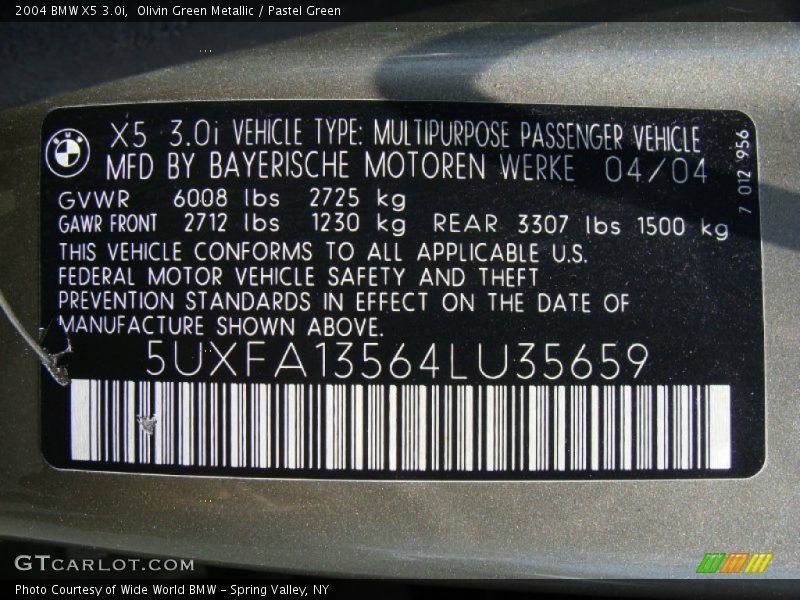 2004 BMW X5 3.0i,  Olivin Green Metallic / Pastel Green
X5 3.0i VEHICLE TYPE: MULTIPURPOSE PASSENGER VEHICLE
MFD BY BAYERISCHE MOTOREN WERKE 04/04
7 012 956
GVWR 6008 lbs 2725 kg
GAWR FRONT 2712 lbs 1230 kg REAR 3307 lbs 1500 kg
THIS VEHICLE CONFORMS TO ALL APPLICABLE U.S.
FEDERAL MOTOR VEHICLE SAFETY AND THEFT
PREVENTION STANDARDS IN EFFECT ON THE DATE OF
MANUFACTURE SHOWN ABOVE.
5UXFA13564LU35659
GTCARLOT.COM
Photo Courtesy of Wide World BMW - Spring Valley, NY